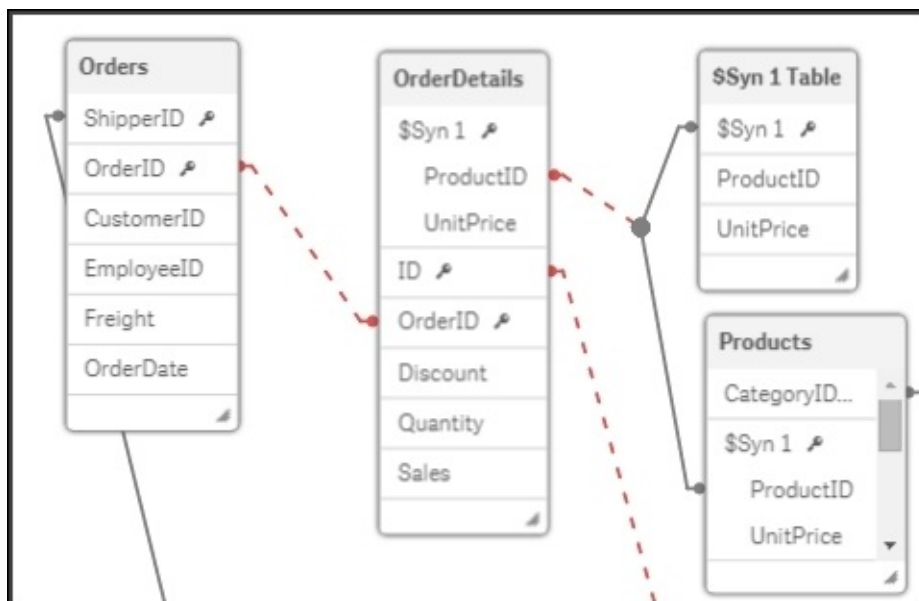 Orders
ShipperID
OrderID
CustomerID
EmployeeID
Freight
OrderDate
OrderDetails
$Syn 1
ProductID
UnitPrice
ID
OrderID
Discount
Quantity
Sales
$Syn 1 Table
$Syn 1
ProductID
UnitPrice
Products
CategoryID...
$Syn 1
ProductID
UnitPrice